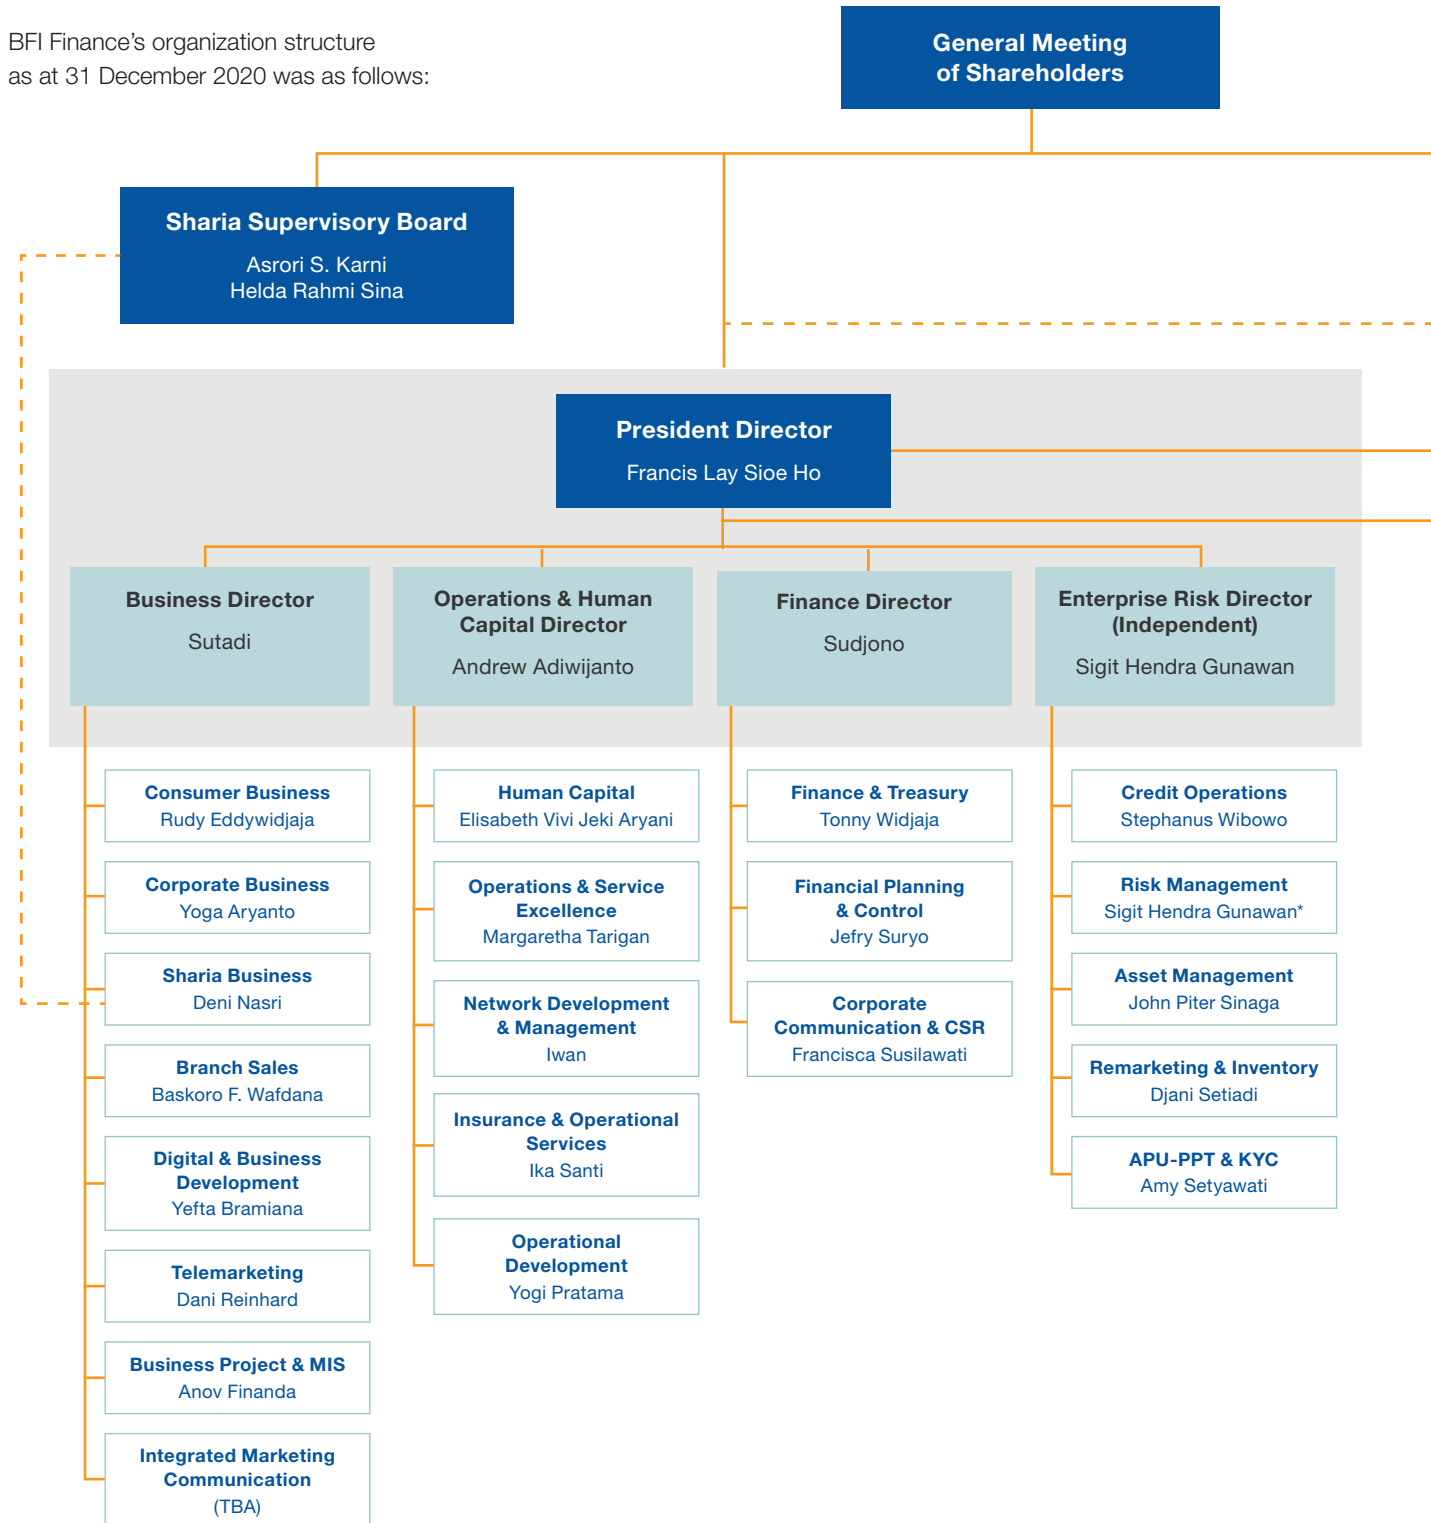 BFI Finance's organization structure
as at 31 December 2020 was as follows:
General Meeting
of Shareholders
Sharia Supervisory Board
Asrori S. Karni
Helda Rahmi Sina
President Director
Francis Lay Sioe Ho
Business Director
Sutadi
Operations & Human
Capital Director
Andrew Adiwijanto
Finance Director
Sudjono
Enterprise Risk Director
(Independent)
Sigit Hendra Gunawan
Consumer Business
Rudy Eddywidjaja
Corporate Business
Yoga Aryanto
Sharia Business
Deni Nasri
Branch Sales
Baskoro F. Wafdana
Digital & Business
Development
Yefta Bramiana
Telemarketing
Dani Reinhard
Business Project & MIS
Anov Finanda
Integrated Marketing
Communication
(TBA)
Human Capital
Elisabeth Vivi Jeki Aryani
Operations & Service
Excellence
Margaretha Tarigan
Network Development
& Management
Iwan
Insurance & Operational
Services
Ika Santi
Operational
Development
Yogi Pratama
Finance & Treasury
Tonny Widjaja
Financial Planning
& Control
Jefry Suryo
Corporate
Communication & CSR
Francisca Susilawati
Credit Operations
Stephanus Wibowo
Risk Management
Sigit Hendra Gunawan*
Asset Management
John Piter Sinaga
Remarketing & Inventory
Djani Setiadi
APU-PPT & KYC
Amy Setyawati